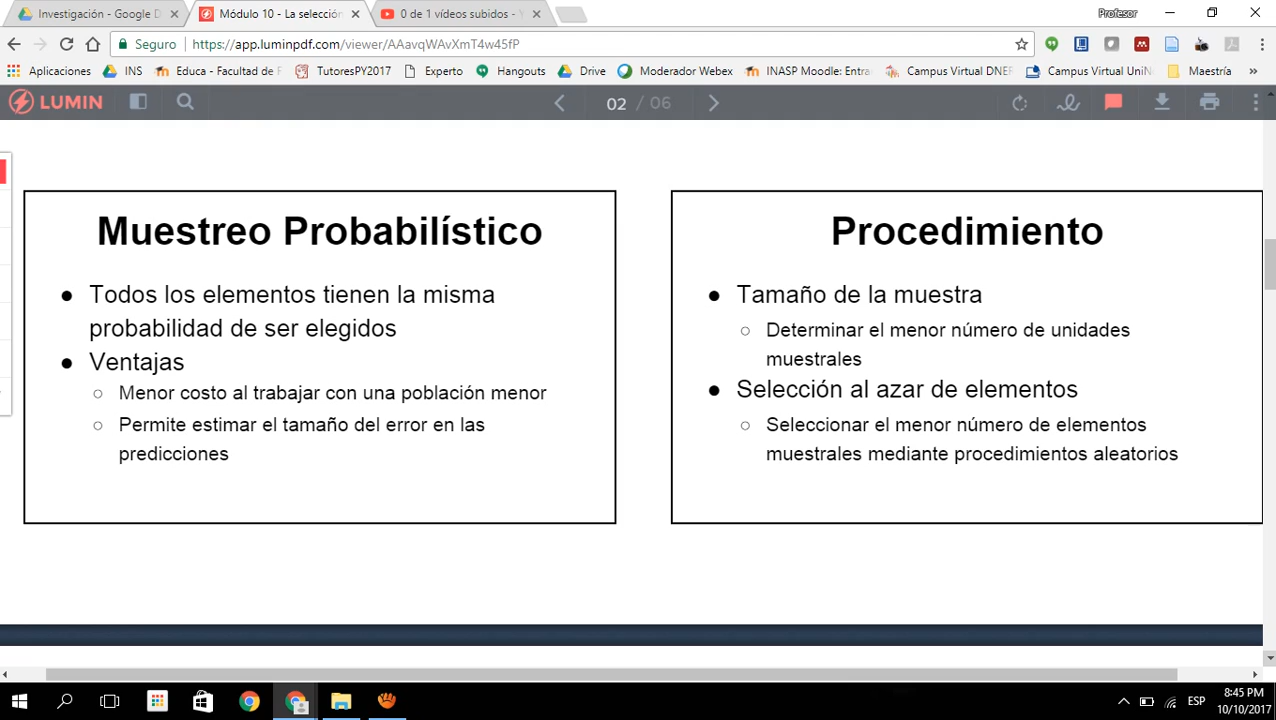 Investigación - Google D
Módulo 10 - La selección
0 de 1 vídeos subidos - Y
Profesor
Seguro
https://app.luminpdf.com/viewer/AAavqWAvXmT4w45fP
Aplicaciones
INS
Educa - Facultad de
TutoresPY2017
Experto
Hangouts
Drive
Moderador Webex
INASP Moodle: Entra
Campus Virtual DNER
Campus Virtual UniN
Maestría
»
LUMIN
02 / 06
Muestreo Probabilístico
● Todos los elementos tienen la misma
probabilidad de ser elegidos
● Ventajas
○ Menor costo al trabajar con una población menor
○ Permite estimar el tamaño del error en las
predicciones
Procedimiento
● Tamaño de la muestra
○ Determinar el menor número de unidades
muestrales
● Selección al azar de elementos
○ Seleccionar el menor número de elementos
muestrales mediante procedimientos aleatorios
ESP
8:45 PM
10/10/2017